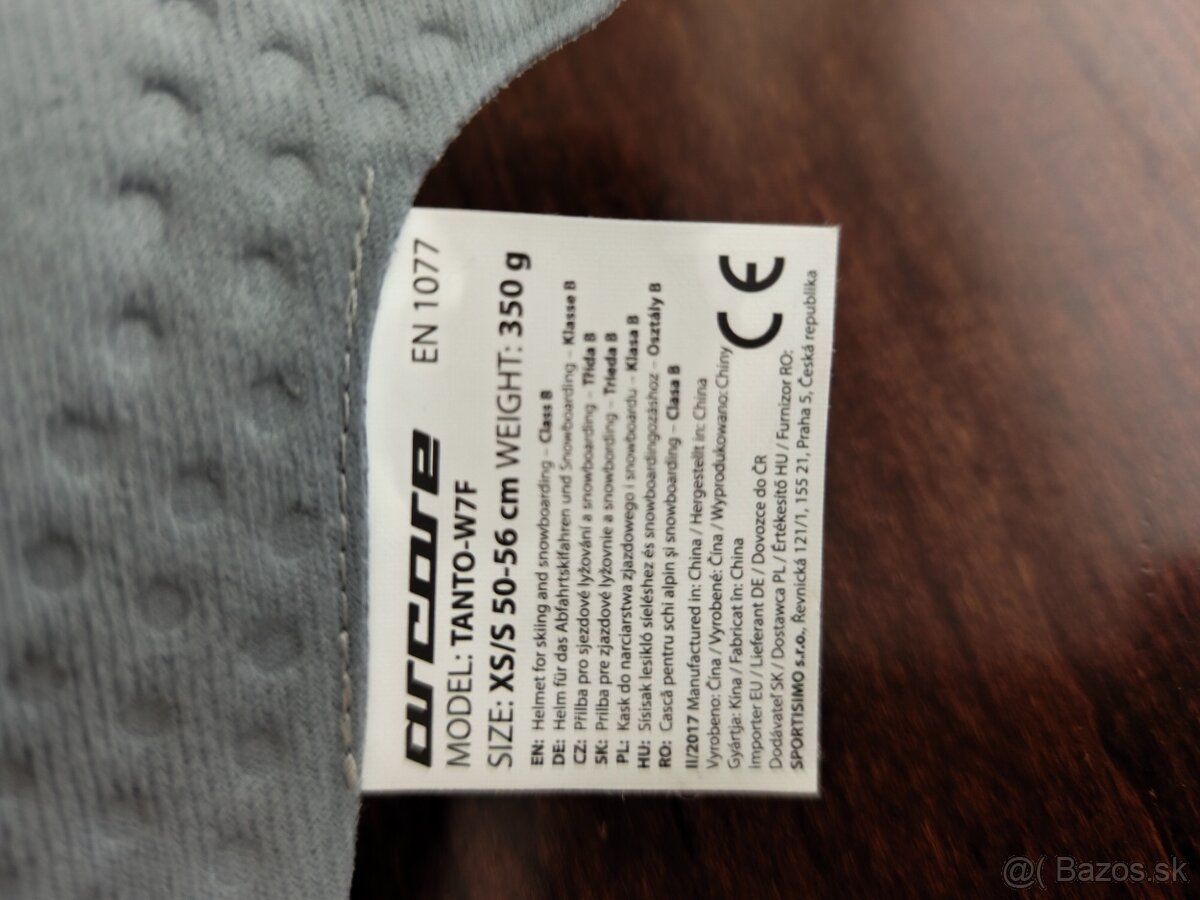 arcore
MODEL: TANTO-W7F EN 1077
SIZE: XS/S 50-56 cm WEIGHT: 350 g
EN: Helmet for skiing and snowboarding – Class B
DE: Helm für das Abfahrtskifahren und Snowboarding – Klasse B
CZ: Přilba pro sjezdové lyžování a snowboarding – Třída B
SK: Prilba pre zjazdové lyžovnie a snowbording – Trieda B
PL: Kask do narciarstwa zjazdowego i snowboardu – Klasa B
HU: Sísisak lesikló síeléshez és snowboardingozáshoz – Osztály B
RO: Cască pentru schi alpin și snowboarding – Clasa B
II/2017 Manufactured in: China / Hergestellt in: China
Vyrobeno: Čína / Vyrobené: Čína / Wyprodukowano: Chiny
Gyártja: Kína / Fabricat în: China
Importer EU / Lieferant DE / Dovozce do ČR
Dodávateľ SK / Dostawca PL / Értékesítő HU / Furnizor RO:
SPORTISIMO s.r.o., Řevnická 121/1, 155 21, Praha 5, Česká republika
CE
@( Bazos.sk